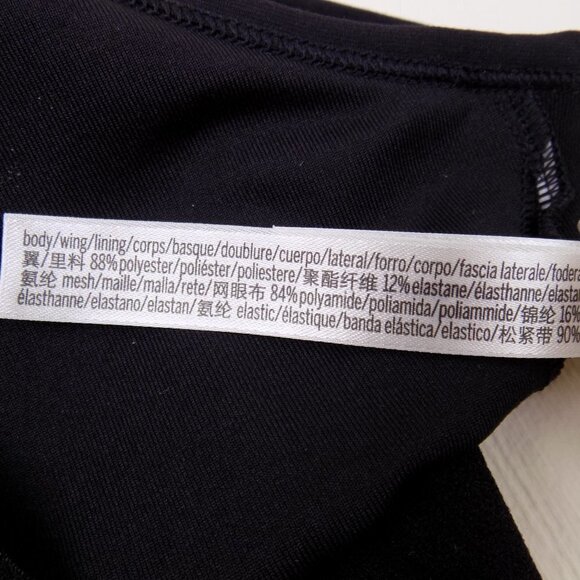 body/wing/lining/corps/basque/doublure/cuerpo/lateral/forro/corpo/fascia laterale/fodera
翼/里料 88% polyester/poliéster/poliestere/聚酯纤维 12% elastane/élasthanne/elastan
氨纶 mesh/maille/malla/rete/网眼布 84% polyamide/poliamida/poliammide/锦纶 16%
élasthanne/elastano/elastan/氨纶 elastic/élastique/banda elástica/elastico/松紧带 90%